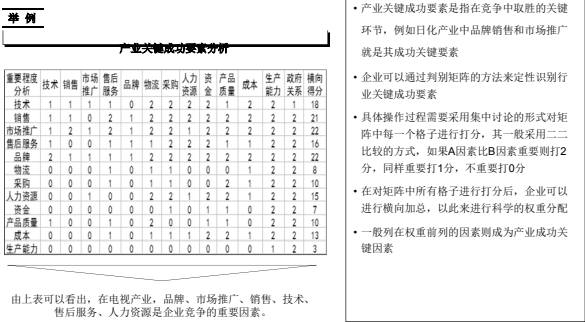 举 例
产业关键成功要素分析
重要程度 技术 销售 市场 售后 品牌 物流 采购 人力 资 产品 成本 生产 政府 横向
分析 推广 服务 资源 金 质量 能力 关系 得分
技术 1 1 1 1 0 2 2 2 2 1 2 2 1 18
销售 1 1 0 2 1 2 2 2 2 2 2 2 2 21
市场推广 1 2 1 2 1 2 2 1 2 2 2 2 2 22
售后服务 1 0 0 1 1 1 2 2 2 1 1 2 2 16
品牌 2 1 1 1 1 2 2 2 2 2 2 2 2 22
物流 0 0 0 1 0 1 1 0 0 0 1 2 2 8
采购 0 0 0 1 0 1 1 0 0 2 1 2 2 10
人力资源 0 0 1 0 0 2 2 1 2 2 1 2 2 15
资金 0 0 0 0 0 0 1 0 1 1 0 2 2 7
产品质量 1 0 0 1 0 2 0 0 1 1 0 2 2 10
成本 0 0 0 1 0 1 1 1 2 2 1 2 2 13
生产能力 0 0 0 0 0 0 0 0 0 0 0 1 2 3
由上表可以看出，在电视产业，品牌、市场推广、销售、技术、
售后服务、人力资源是企业竞争的重要因素。
• 产业关键成功要素是指在竞争中取胜的关键
环节，例如日化产业中品牌销售和市场推广
就是其成功关键要素
• 企业可以通过判别矩阵的方法来定性识别行
业关键成功要素
• 具体操作过程需要采用集中讨论的形式对矩
阵中每一个格子进行打分，其一般采用二二
比较的方式，如果A因素比B因素重要则打2
分，同样重要打1分，不重要打0分
• 在对矩阵中所有格子进行打分后，企业可以
进行横向加总，以此来进行科学的权重分配
• 一般列在权重前列的因素则成为产业成功关
键因素